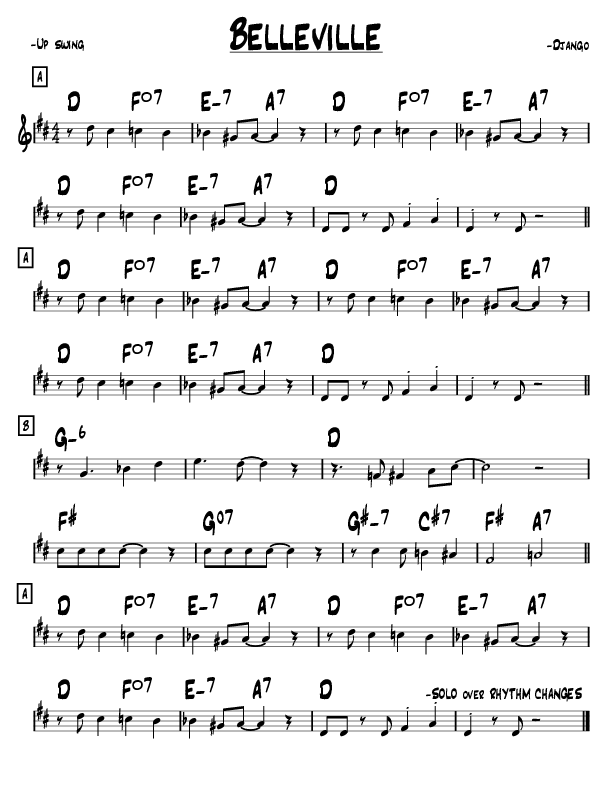 Belleville
-Up swing
-Django
A
D F°7 E-7 A7 D F°7 E-7 A7
D F°7 E-7 A7 D
A
D F°7 E-7 A7 D F°7 E-7 A7
D F°7 E-7 A7 D
B
G-6 D
F# G°7 G#-7 C#7 F# A7
A
D F°7 E-7 A7 D F°7 E-7 A7
D F°7 E-7 A7 D -Solo over Rhythm Changes